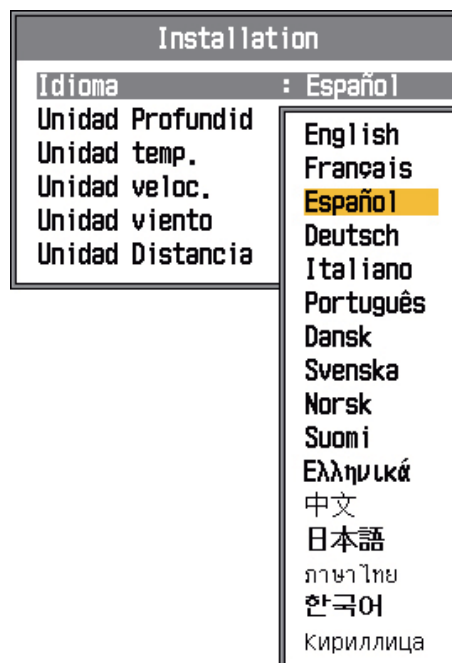 Installation
Idioma : Español
Unidad Profundid
Unidad temp.
Unidad veloc.
Unidad viento
Unidad Distancia
English
Français
Español
Deutsch
Italiano
Português
Dansk
Svenska
Norsk
Suomi
Ελληνικά
中文
日本語
ภาษาไทย
한국어
Кириллица